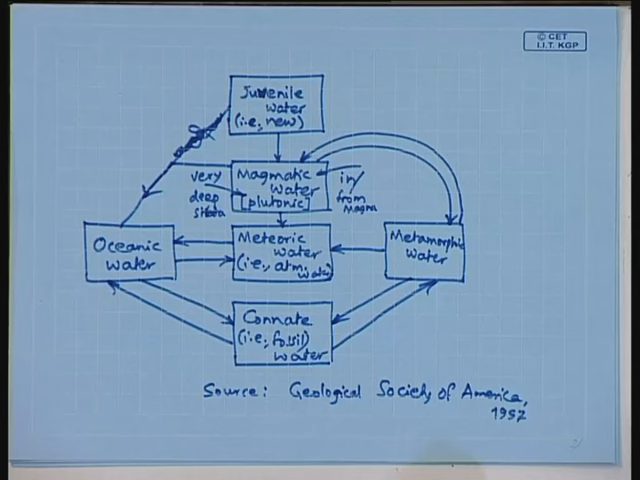 © CET
I.I.T. KGP
Juvenile
water
(i.e., new)
very
deep
strata
Magmatic
water
[plutonic]
in/
from
magma
Oceanic
water
Meteoric
water
(i.e., atm. water)
Metamorphic
water
Connate
(i.e., fossil)
water
Source: Geological Society of America,
1957